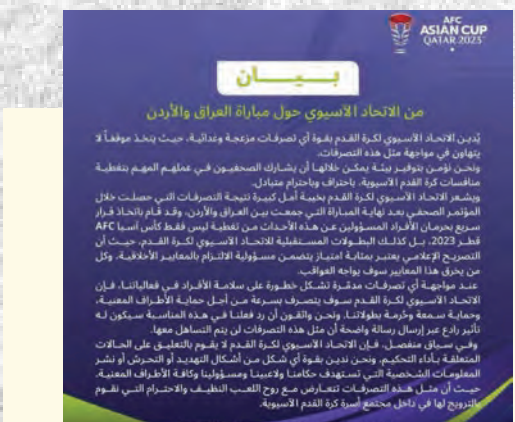 AFC
ASIAN CUP
QATAR 2023
بـيـــــان
من الاتحاد الآسيوي حول مباراة العراق والأردن
يُدين الاتحاد الآسيوي لكرة القدم بقوة أي تصرفات مزعجة وعدائية، حيث يتخذ موقفاً لا
يتهاون في مواجهة مثل هذه التصرفات.
ونحن نؤمن بتوفير بيئة يمكن خلالها أن يشارك الصحفيون في عملهم المهم بتغطية
منافسات كرة القدم الآسيوية، باحتراف وباحترام متبادل.
ويشعر الاتحاد الآسيوي لكرة القدم بخيبة أمل كبيرة نتيجة التصرفات التي حصلت خلال
المؤتمر الصحفي بعد نهاية المباراة التي جمعت بين العراق والأردن، وقد قام باتخاذ قرار
سريع بحرمان الأفراد المسؤولين عن هذه الأحداث من تغطية ليس فقط كأس آسيا AFC
قطر 2023، بل كذلك البطولات المستقبلية للاتحاد الآسيوي لكرة القدم، حيث أن
التصريح الإعلامي يعتبر بمثابة امتياز يتضمن مسؤولية الالتزام بالمعايير الأخلاقية، وكل
من يخرق هذا المعايير سوف يواجه العواقب.
عند مواجهة أي تصرفات مدمّرة تشكل خطورة على سلامة الأفراد في فعالياتنا، فإن
الاتحاد الآسيوي لكرة القدم سوف يتصرف بسرعة من أجل حماية الأطراف المعنية،
وحماية سمعة وحُرمة بطولاتنا، ونحن واثقون أن رد فعلنا في هذه المناسبة سيكون له
تأثير رادع عبر إرسال رسالة واضحة أن مثل هذه التصرفات لن يتم التساهل معها.
وفي سياق منفصل، فإن الاتحاد الآسيوي لكرة القدم لا يقوم بالتعليق على الحالات
المتعلقة بأداء التحكيم، ونحن ندين بقوة أي شكل من أشكال التهديد أو التحرش أو نشر
المعلومات الشخصية التي تستهدف حكامنا ولاعبينا ومسؤولينا وكافة الأطراف المعنية،
حيث أن مثل هذه التصرفات تتعارض مع روح اللعب النظيف والاحترام التي نقوم
بالترويج لها في داخل مجتمع أسرة كرة القدم الآسيوية.